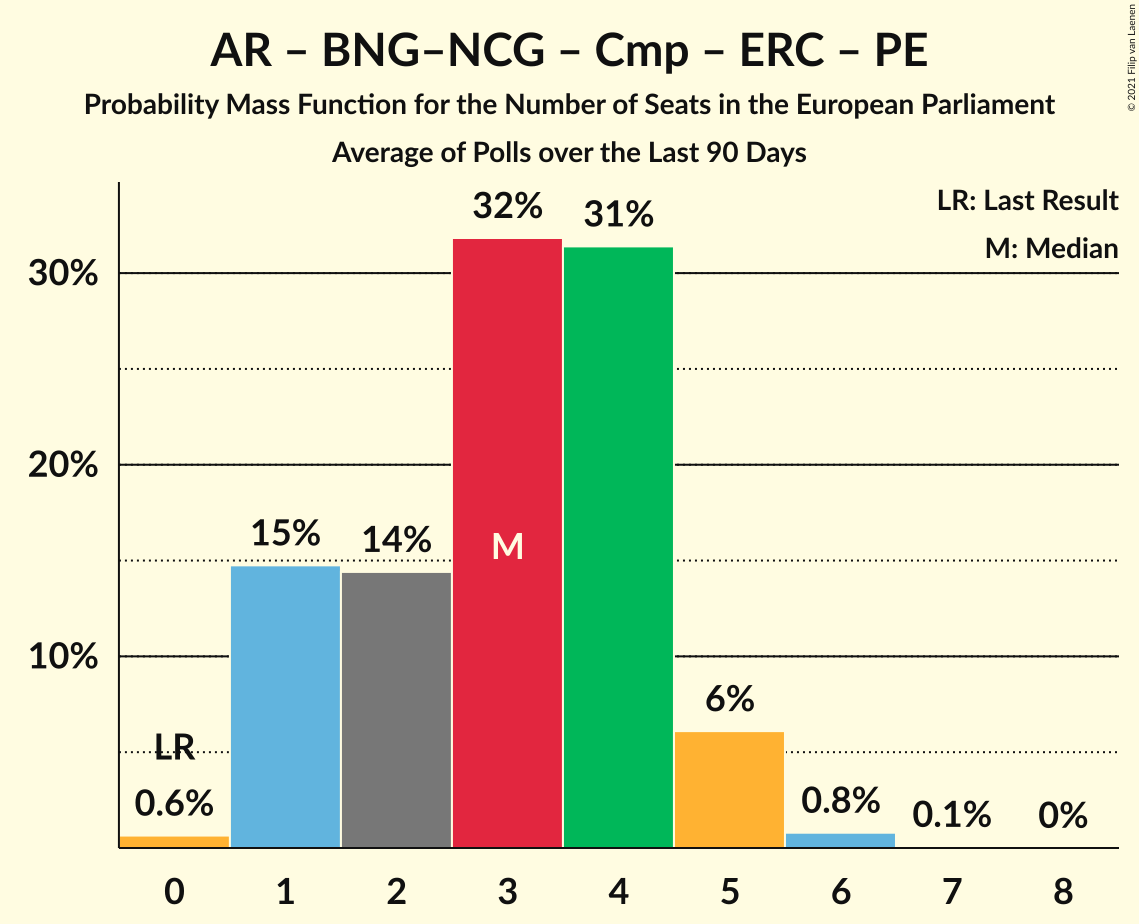 AR – BNG–NCG – Cmp – ERC – PE
Probability Mass Function for the Number of Seats in the European Parliament
Average of Polls over the Last 90 Days
© 2021 Filip van Laenen
LR: Last Result
M: Median
32%
31%
30%
20%
15%
14%
M
10%
6%
LR
0.6%
0.8%
0.1%
0%
0 1 2 3 4 5 6 7 8